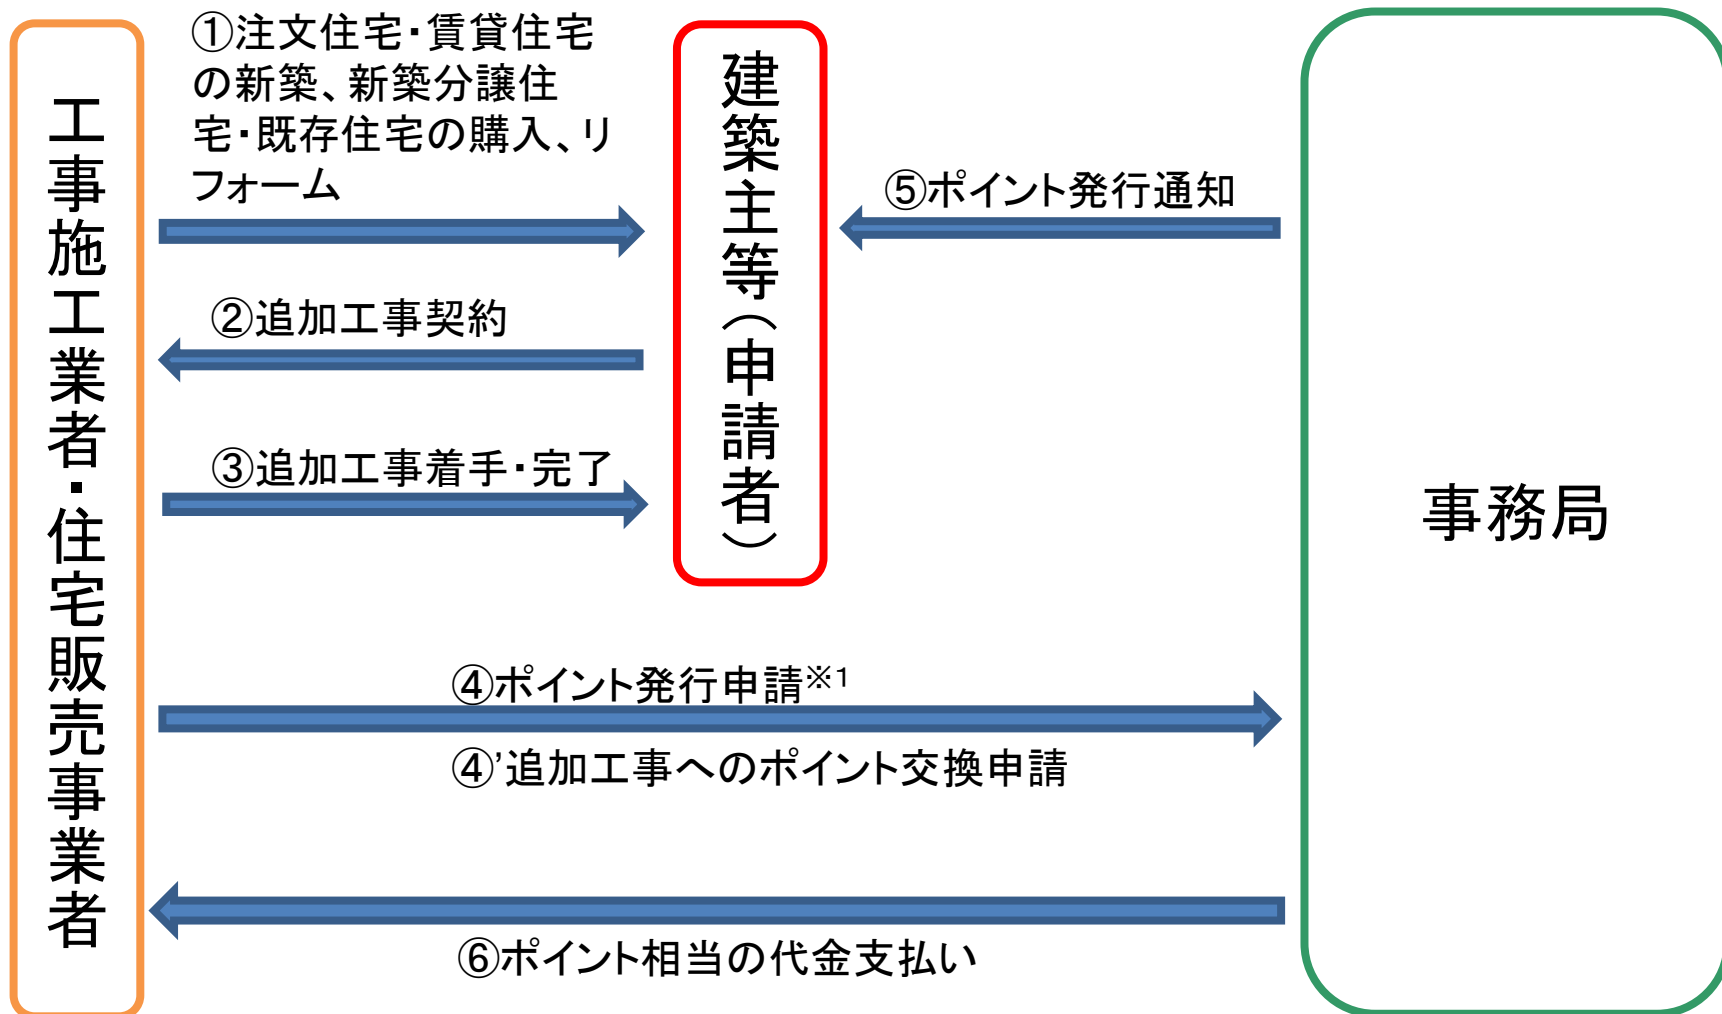 工事施工業者・住宅販売事業者
①注文住宅・賃貸住宅
の新築、新築分譲住
宅・既存住宅の購入、リ
フォーム
②追加工事契約
③追加工事着手・完了
建築主等（申請者）
⑤ポイント発行通知
④ポイント発行申請※1
④'追加工事へのポイント交換申請
⑥ポイント相当の代金支払い
事務局